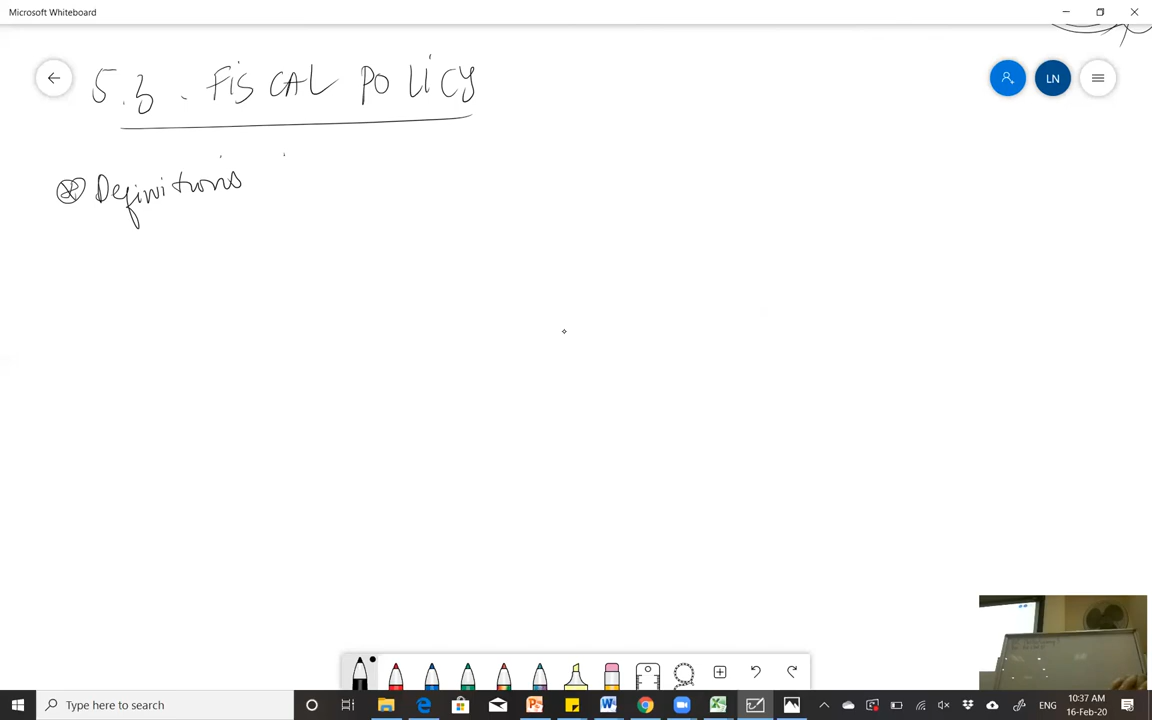 Microsoft Whiteboard
5.3. FISCAL POLICY
LN
Definitions
Type here to search
ENG
10:37 AM
16-Feb-20